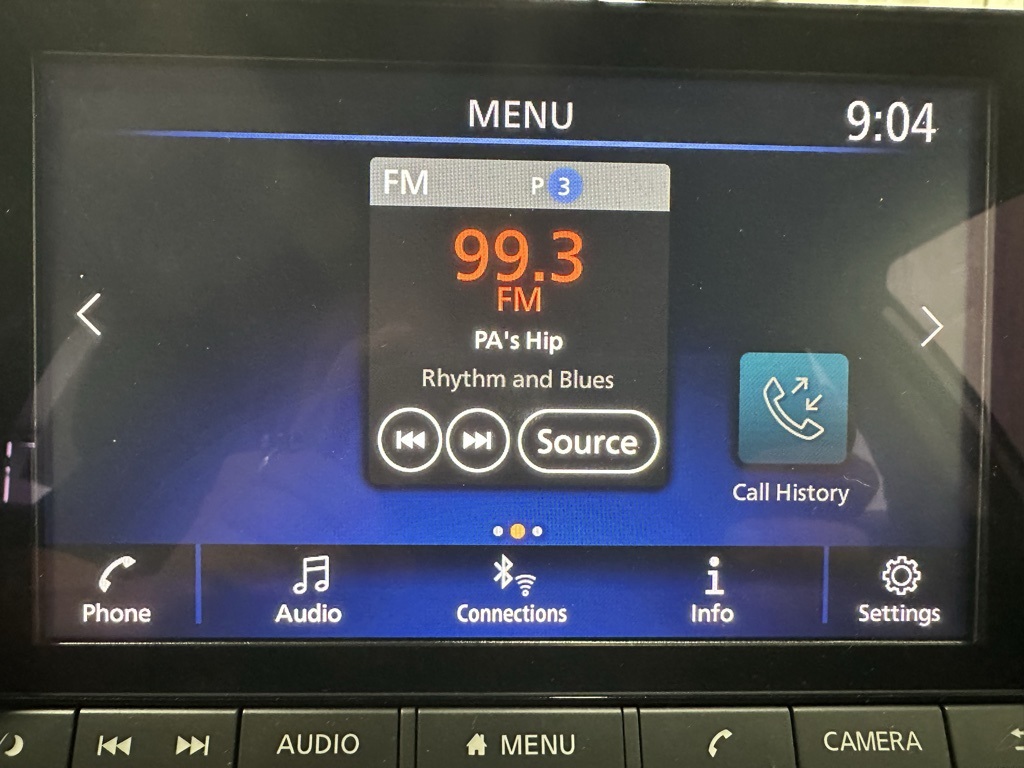 MENU
9:04
FM P 3
99.3
FM
PA's Hip
Rhythm and Blues
Source
Call History
Phone
Audio
Connections
Info
Settings
AUDIO
MENU
CAMERA